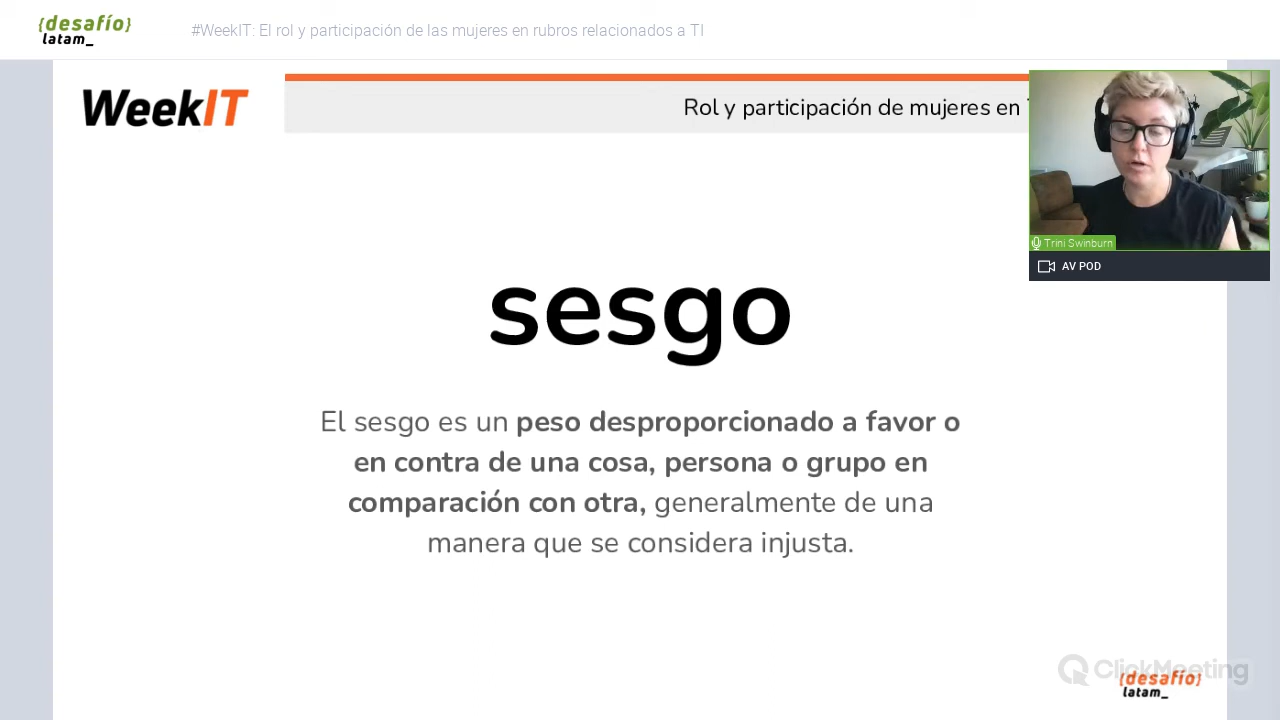 {desafío}
latam_
#WeekIT: El rol y participación de las mujeres en rubros relacionados a TI
WeekIT
Rol y participación de mujeres en
Trini Swinburn
AV POD
sesgo
El sesgo es un peso desproporcionado a favor o
en contra de una cosa, persona o grupo en
comparación con otra, generalmente de una
manera que se considera injusta.
ClickMeeting
{desafío}
latam_